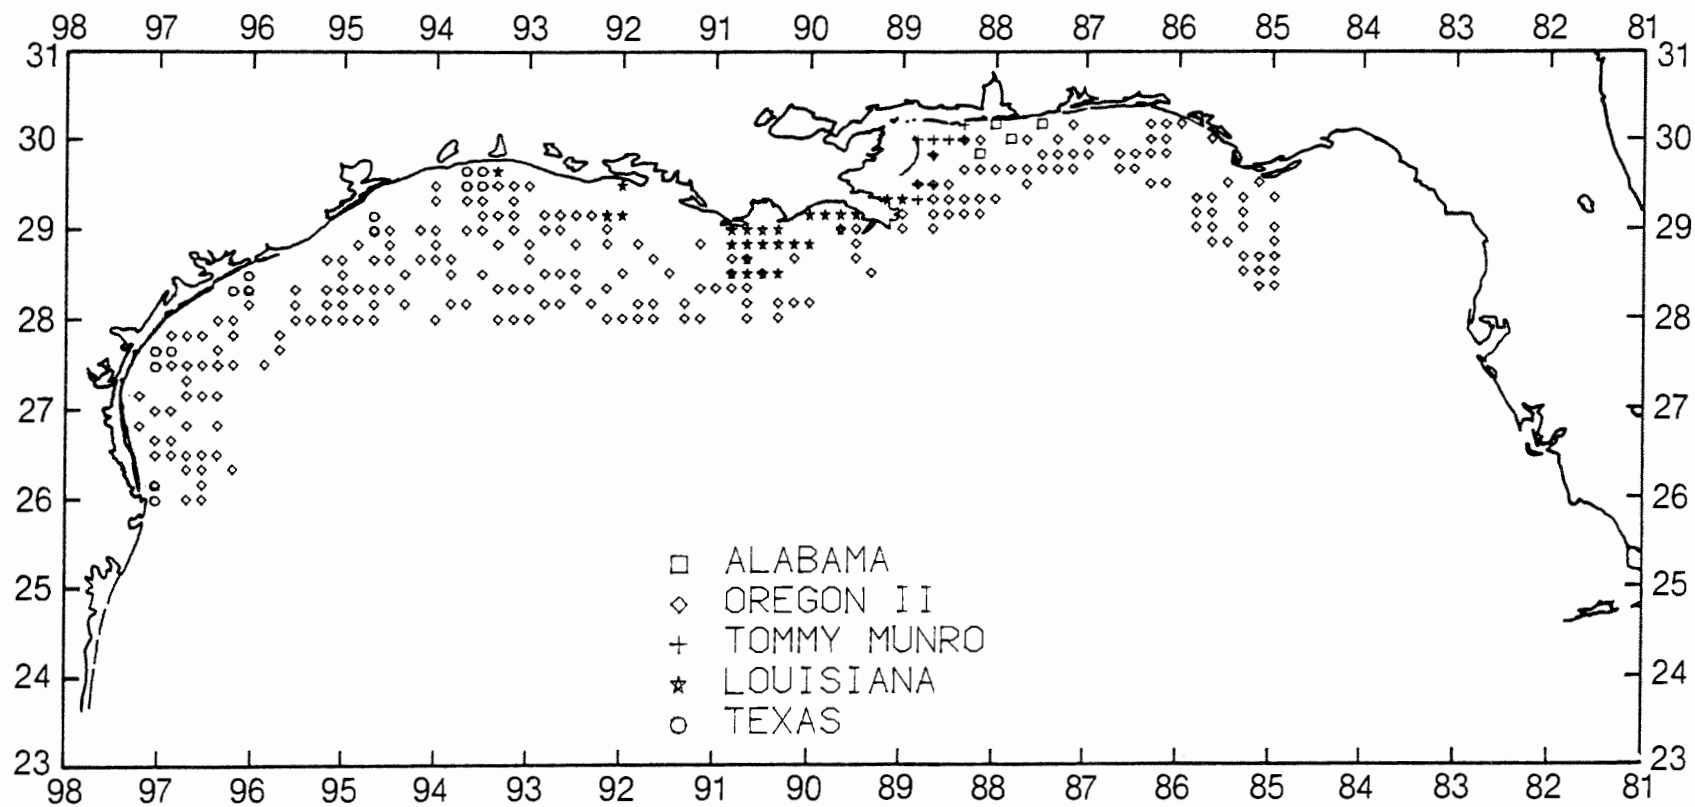 98 97 96 95 94 93 92 91 90 89 88 87 86 85 84 83 82 81
31 31
30 30
29 29
28 28
27 27
26 26
25 25
24 24
23 23
ALABAMA
OREGON II
TOMMY MUNRO
LOUISIANA
TEXAS
98 97 96 95 94 93 92 91 90 89 88 87 86 85 84 83 82 81